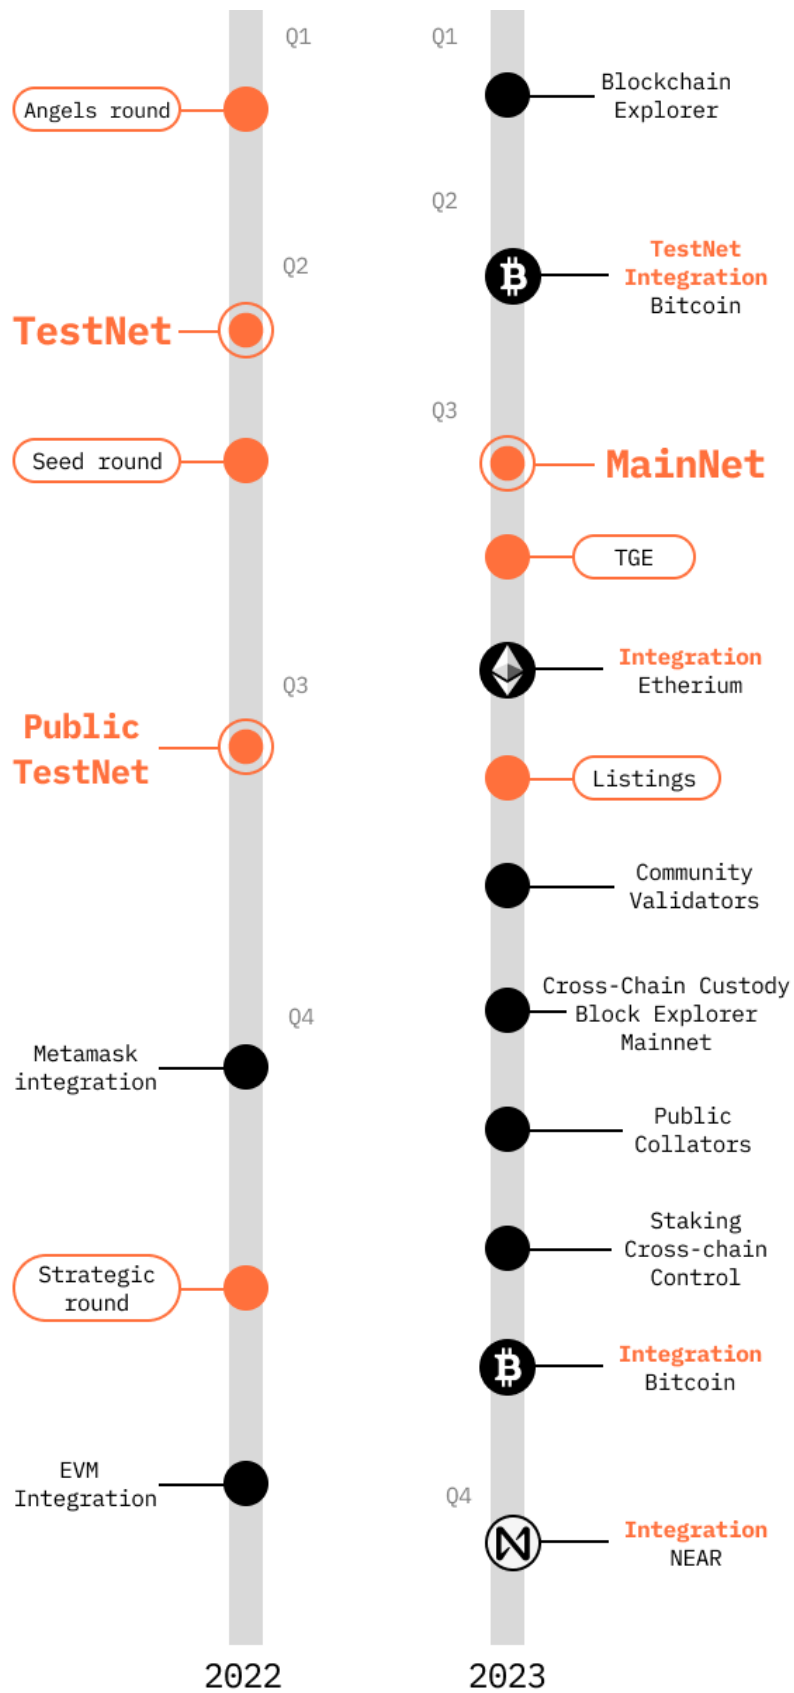 Q1
Angels round
Q2
TestNet
Seed round
Q3
Public
TestNet
Q4
Metamask
integration
Strategic
round
EVM
Integration
2022
Q1
Blockchain
Explorer
Q2
TestNet
Integration
Bitcoin
Q3
MainNet
TGE
Integration
Etherium
Listings
Community
Validators
Cross-Chain Custody
Block Explorer
Mainnet
Public
Collators
Staking
Cross-chain
Control
Integration
Bitcoin
Q4
Integration
NEAR
2023